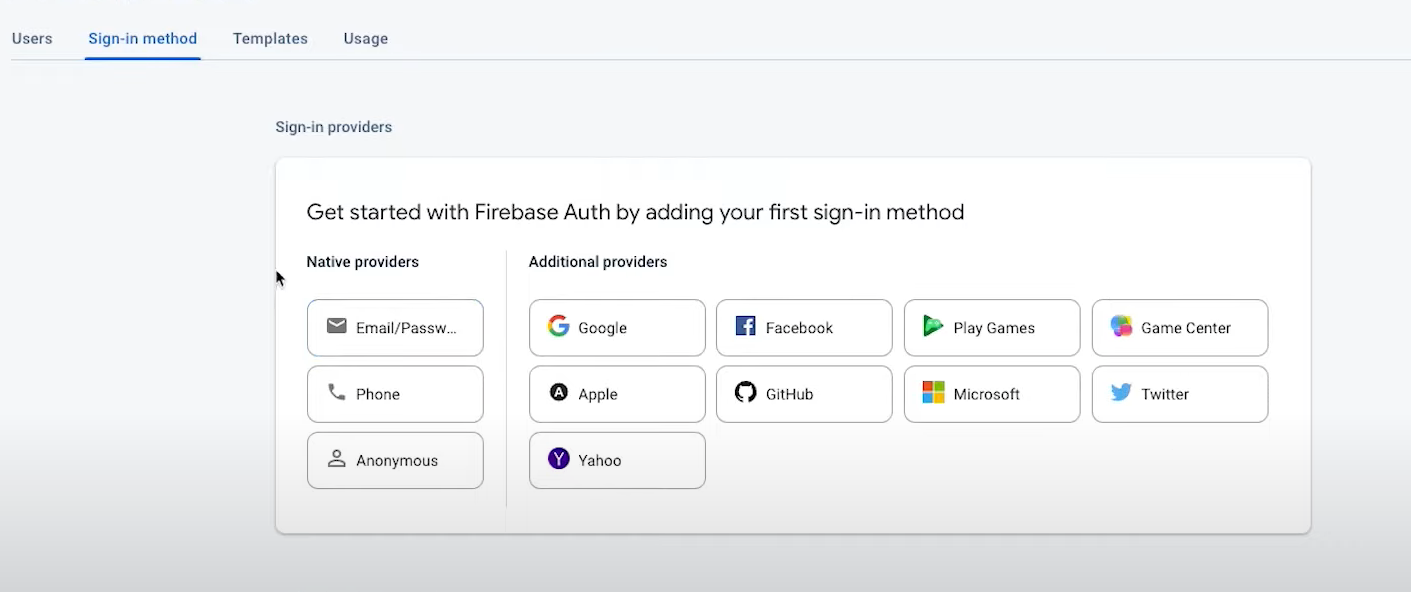 Users Sign-in method Templates Usage
Sign-in providers
Get started with Firebase Auth by adding your first sign-in method
Native providers Additional providers
Email/Passw... Google Facebook Play Games Game Center
Phone Apple GitHub Microsoft Twitter
Anonymous Yahoo